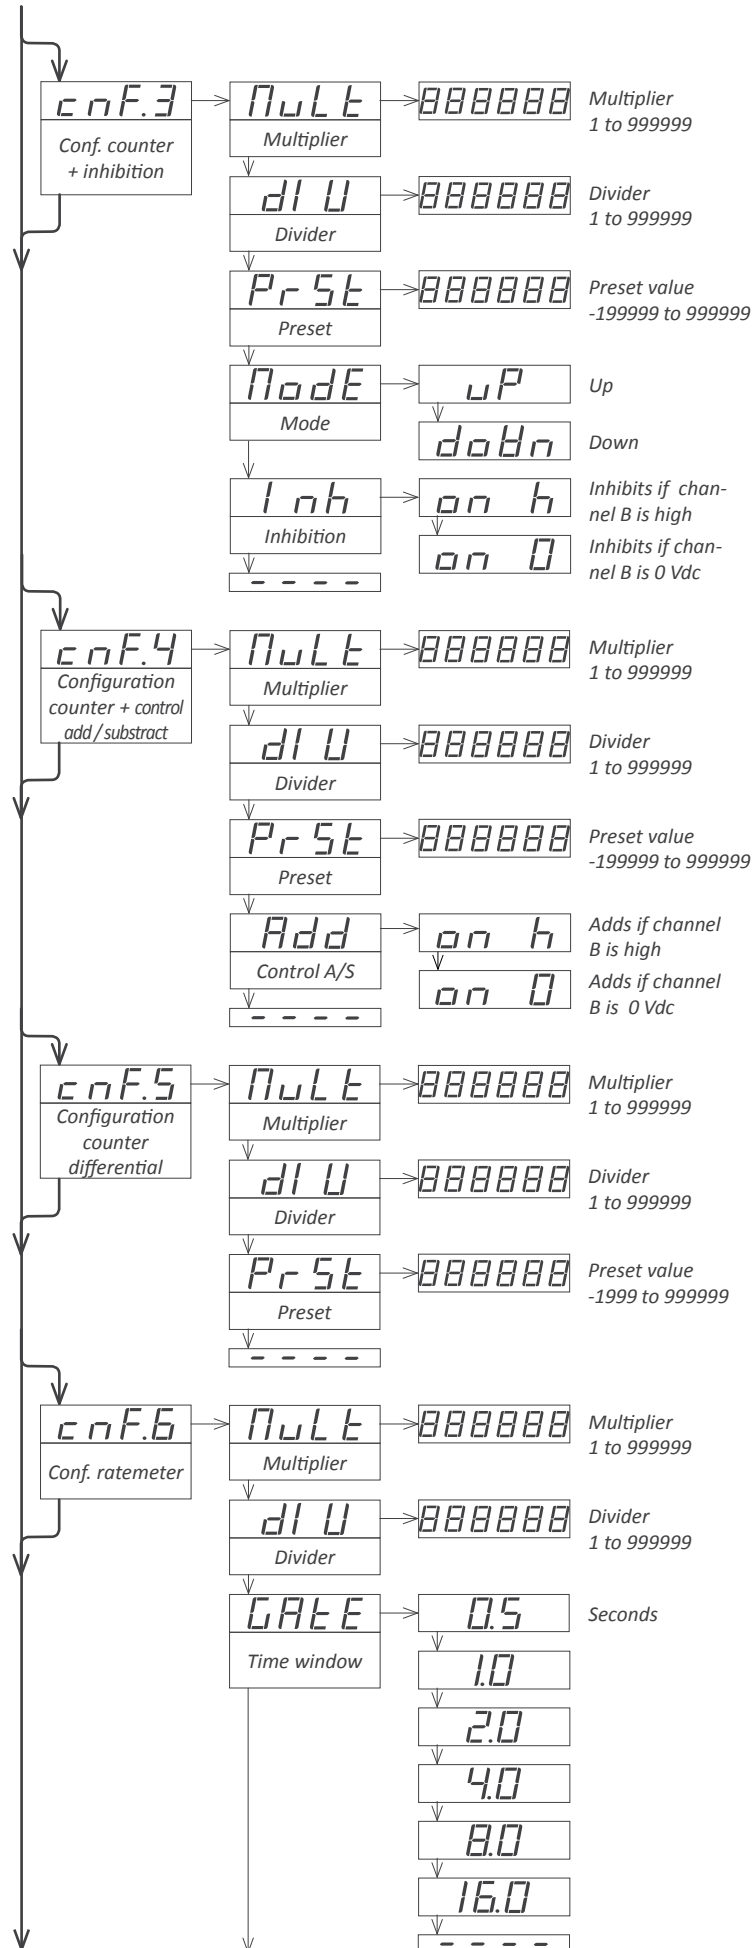 cnF.3
Conf. counter
+ inhibition
MuLt
Multiplier
888888
Multiplier
1 to 999999
dIU
Divider
888888
Divider
1 to 999999
PrSt
Preset
888888
Preset value
-199999 to 999999
ModE
Mode
uP
Up
doWn
Down
Inh
Inhibition
on h
Inhibits if chan-
nel B is high
on 0
Inhibits if chan-
nel B is 0 Vdc
----
cnF.4
Configuration
counter + control
add / substract
MuLt
Multiplier
888888
Multiplier
1 to 999999
dIU
Divider
888888
Divider
1 to 999999
PrSt
Preset
888888
Preset value
-199999 to 999999
Add
Control A/S
on h
Adds if channel
B is high
on 0
Adds if channel
B is 0 Vdc
----
cnF.5
Configuration
counter
differential
MuLt
Multiplier
888888
Multiplier
1 to 999999
dIU
Divider
888888
Divider
1 to 999999
PrSt
Preset
888888
Preset value
-1999 to 999999
----
cnF.6
Conf. ratemeter
MuLt
Multiplier
888888
Multiplier
1 to 999999
dIU
Divider
888888
Divider
1 to 999999
GAtE
Time window
0.5
Seconds
1.0
2.0
4.0
8.0
16.0
----